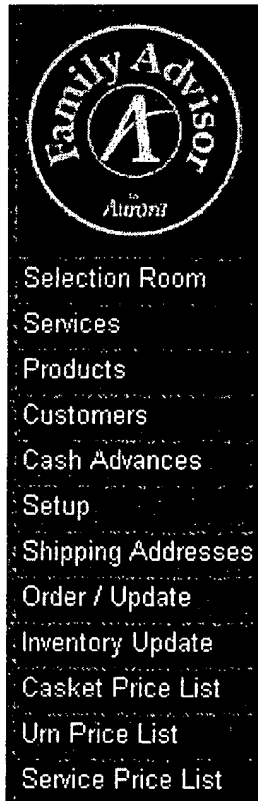 Family Advisor
by
Aurora
Selection Room
Services
Products
Customers
Cash Advances
Setup
Shipping Addresses
Order / Update
Inventory Update
Casket Price List
Urn Price List
Service Price List